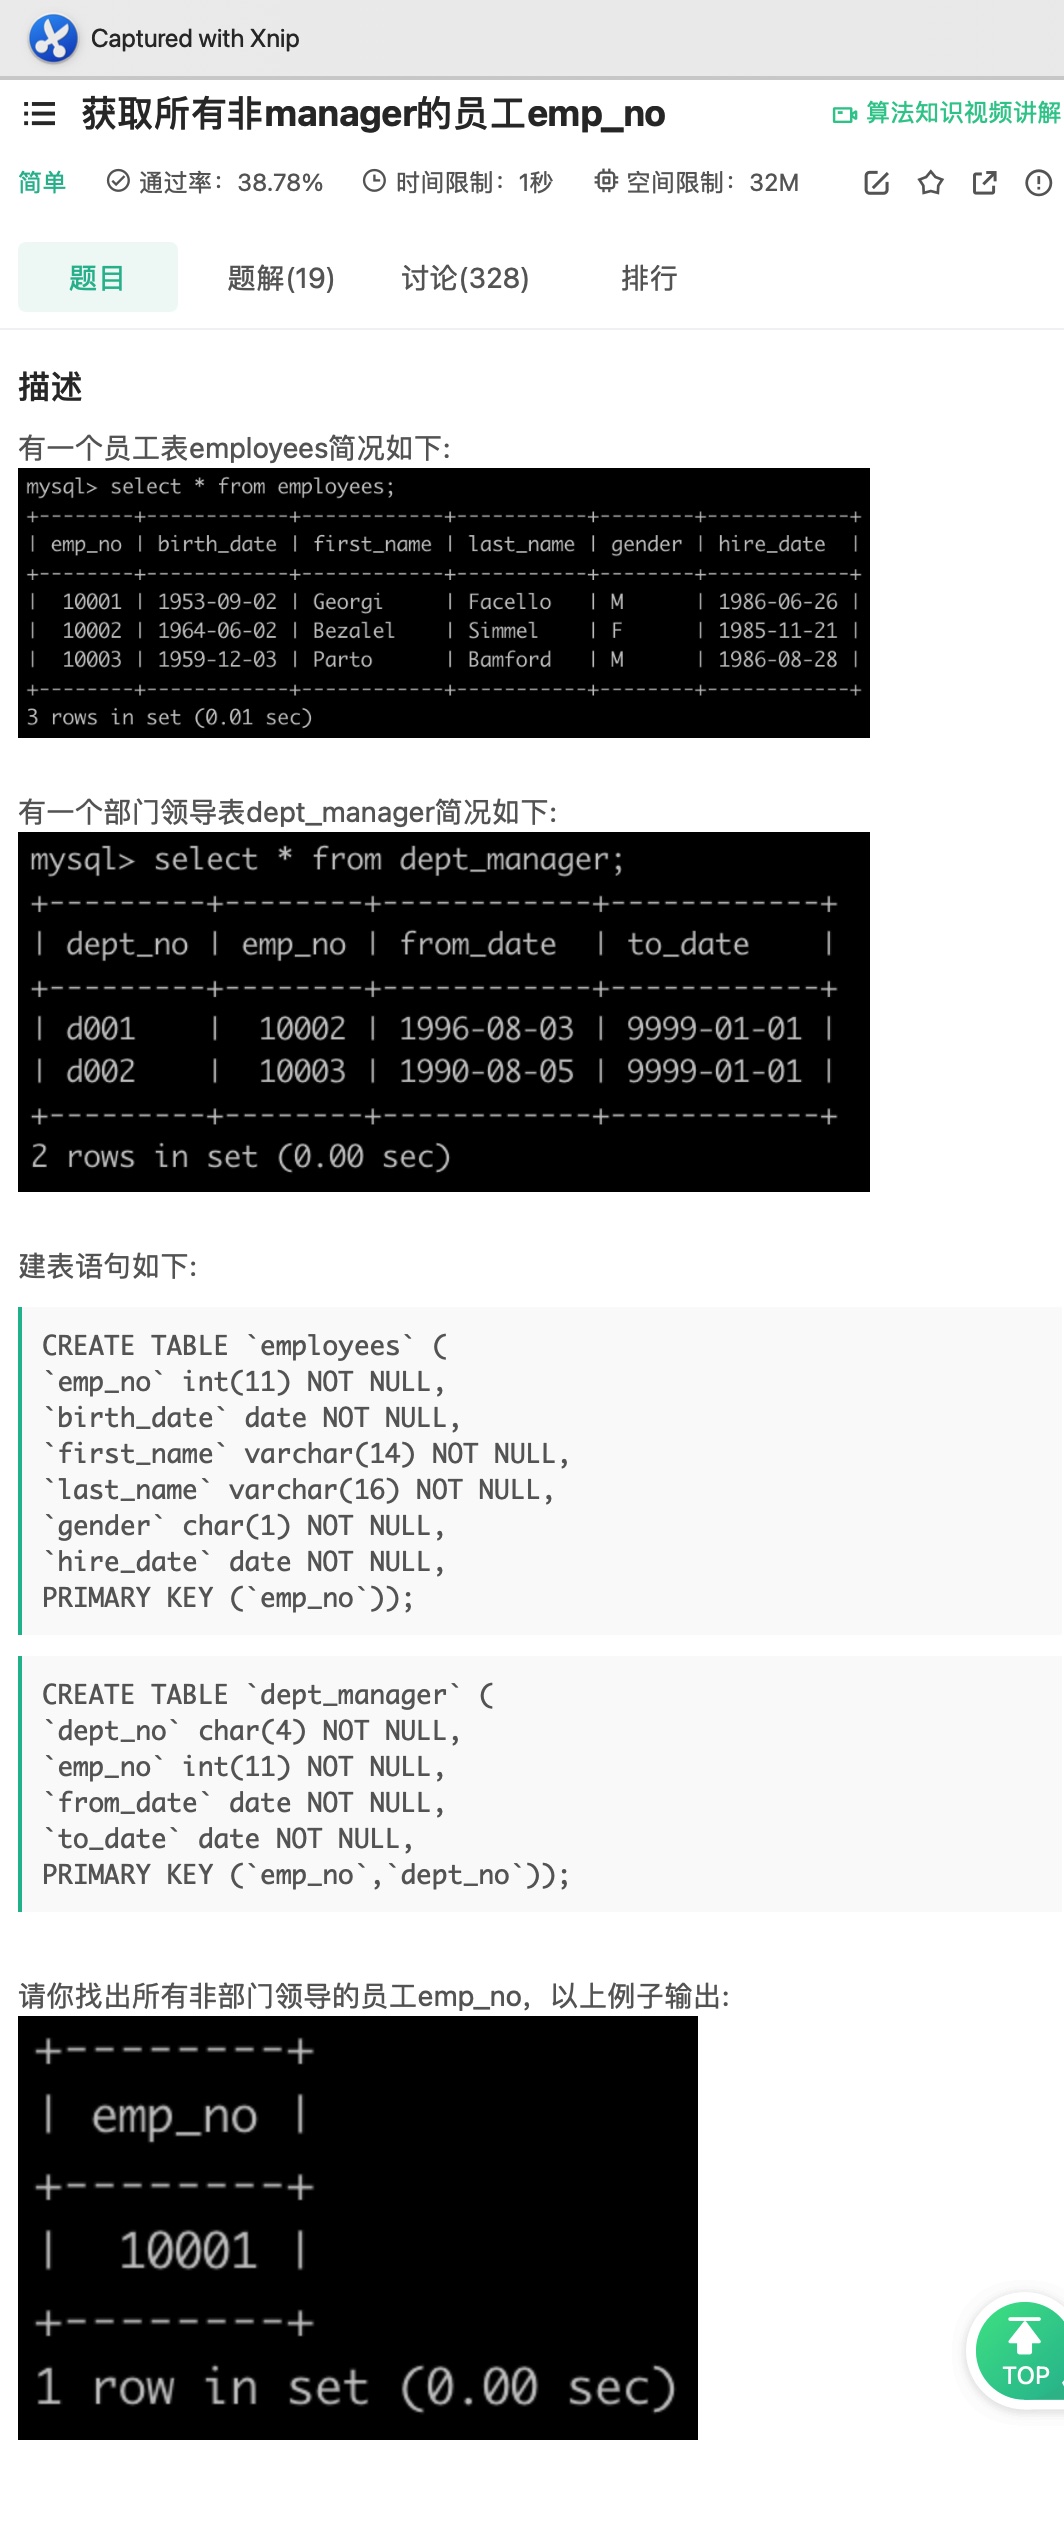 Captured with Xnip
获取所有非manager的员工emp_no
算法知识视频讲解
简单 通过率：38.78% 时间限制：1秒 空间限制：32M
题目 题解(19) 讨论(328) 排行
描述
有一个员工表employees简况如下:
mysql> select * from employees;
+--------+------------+------------+-----------+--------+------------+
| emp_no | birth_date | first_name | last_name | gender | hire_date  |
+--------+------------+------------+-----------+--------+------------+
|  10001 | 1953-09-02 | Georgi     | Facello   | M      | 1986-06-26 |
|  10002 | 1964-06-02 | Bezalel    | Simmel    | F      | 1985-11-21 |
|  10003 | 1959-12-03 | Parto      | Bamford   | M      | 1986-08-28 |
+--------+------------+------------+-----------+--------+------------+
3 rows in set (0.01 sec)
有一个部门领导表dept_manager简况如下:
mysql> select * from dept_manager;
+---------+--------+------------+------------+
| dept_no | emp_no | from_date  | to_date    |
+---------+--------+------------+------------+
| d001    |  10002 | 1996-08-03 | 9999-01-01 |
| d002    |  10003 | 1990-08-05 | 9999-01-01 |
+---------+--------+------------+------------+
2 rows in set (0.00 sec)
建表语句如下:
CREATE TABLE `employees` (
`emp_no` int(11) NOT NULL,
`birth_date` date NOT NULL,
`first_name` varchar(14) NOT NULL,
`last_name` varchar(16) NOT NULL,
`gender` char(1) NOT NULL,
`hire_date` date NOT NULL,
PRIMARY KEY (`emp_no`));
CREATE TABLE `dept_manager` (
`dept_no` char(4) NOT NULL,
`emp_no` int(11) NOT NULL,
`from_date` date NOT NULL,
`to_date` date NOT NULL,
PRIMARY KEY (`emp_no`,`dept_no`));
请你找出所有非部门领导的员工emp_no，以上例子输出:
+--------+
| emp_no |
+--------+
|  10001 |
+--------+
1 row in set (0.00 sec)
TOP